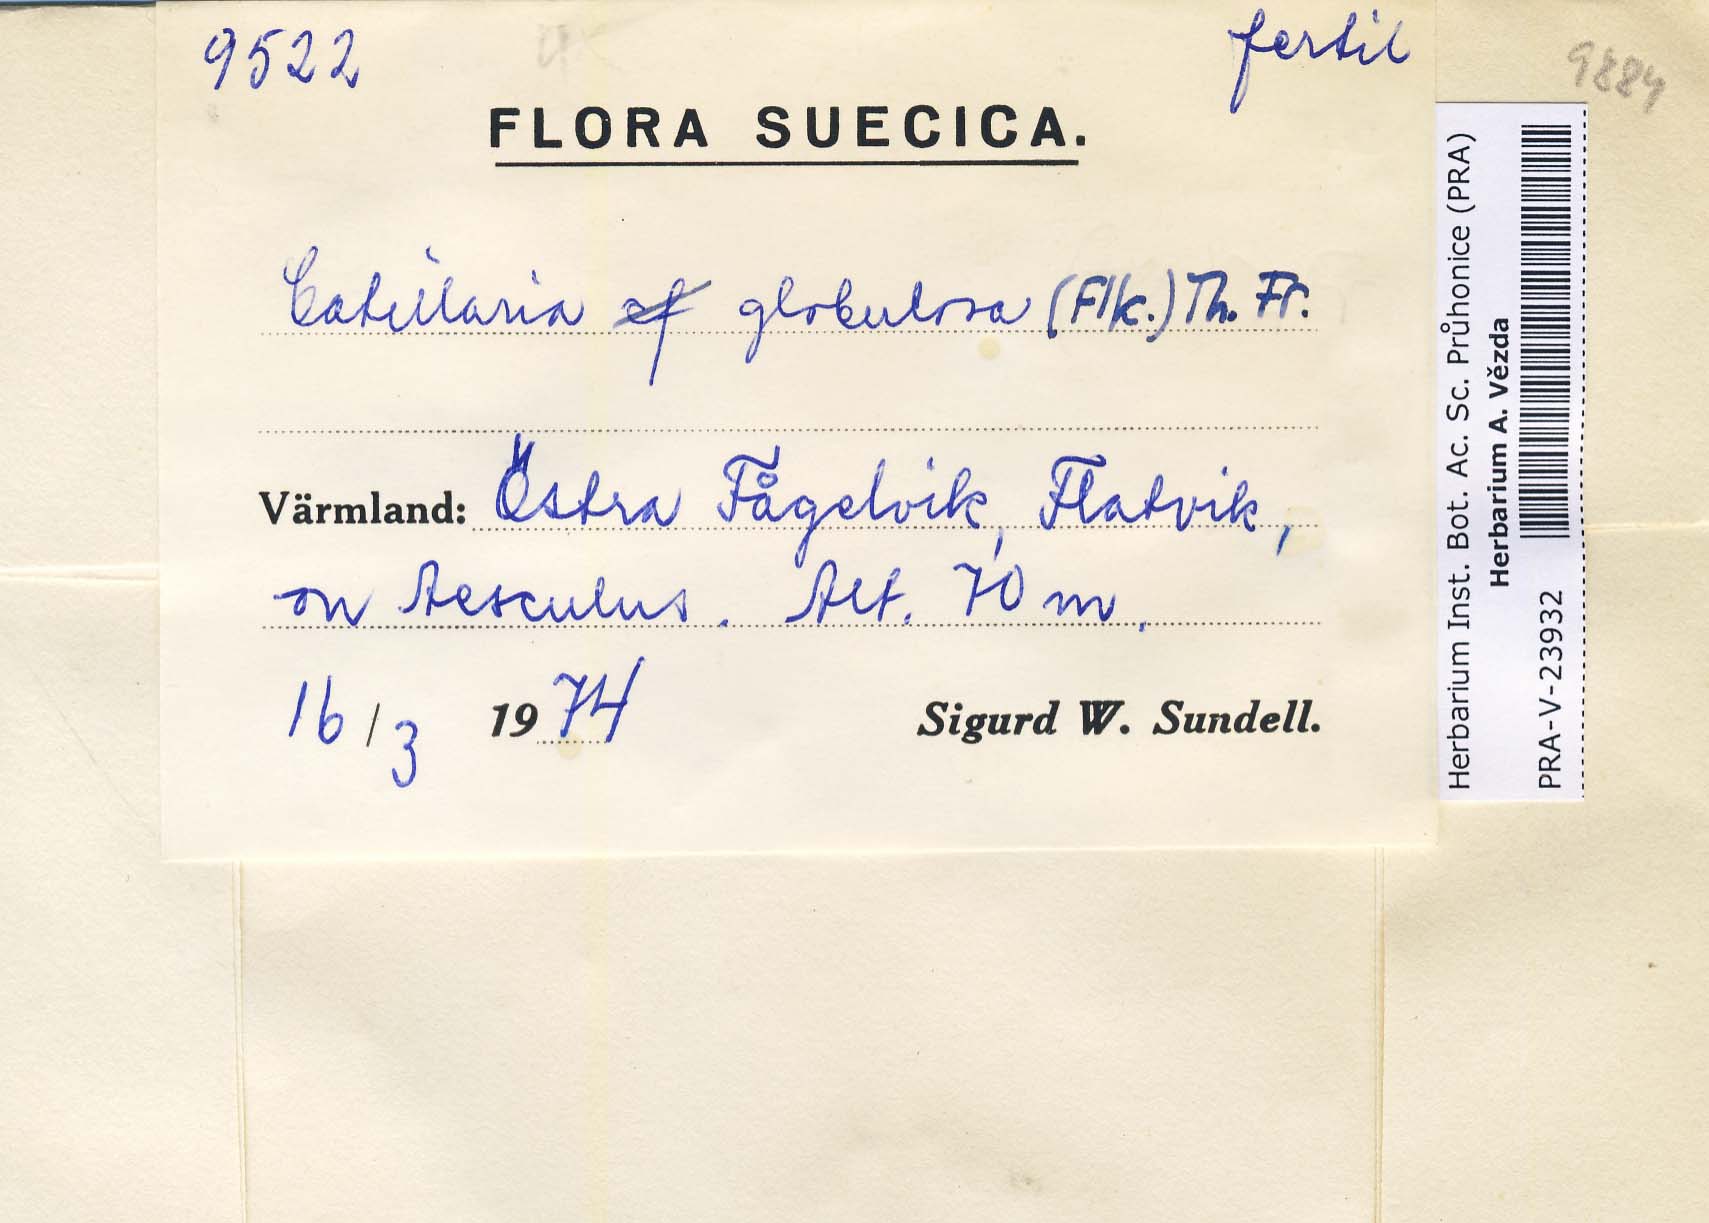 9522
fertil
9884
FLORA SUECICA.
Catillaria cf globulosa (Flk.) Th. Fr.
Värmland: Östra Fågelvik, Flatvik,
on Aesculus. Alt. 70 m.
16/3 1974 Sigurd W. Sundell.
Herbarium Inst. Bot. Ac. Sc. Průhonice (PRA)
Herbarium A. Vězda
PRA-V-23932